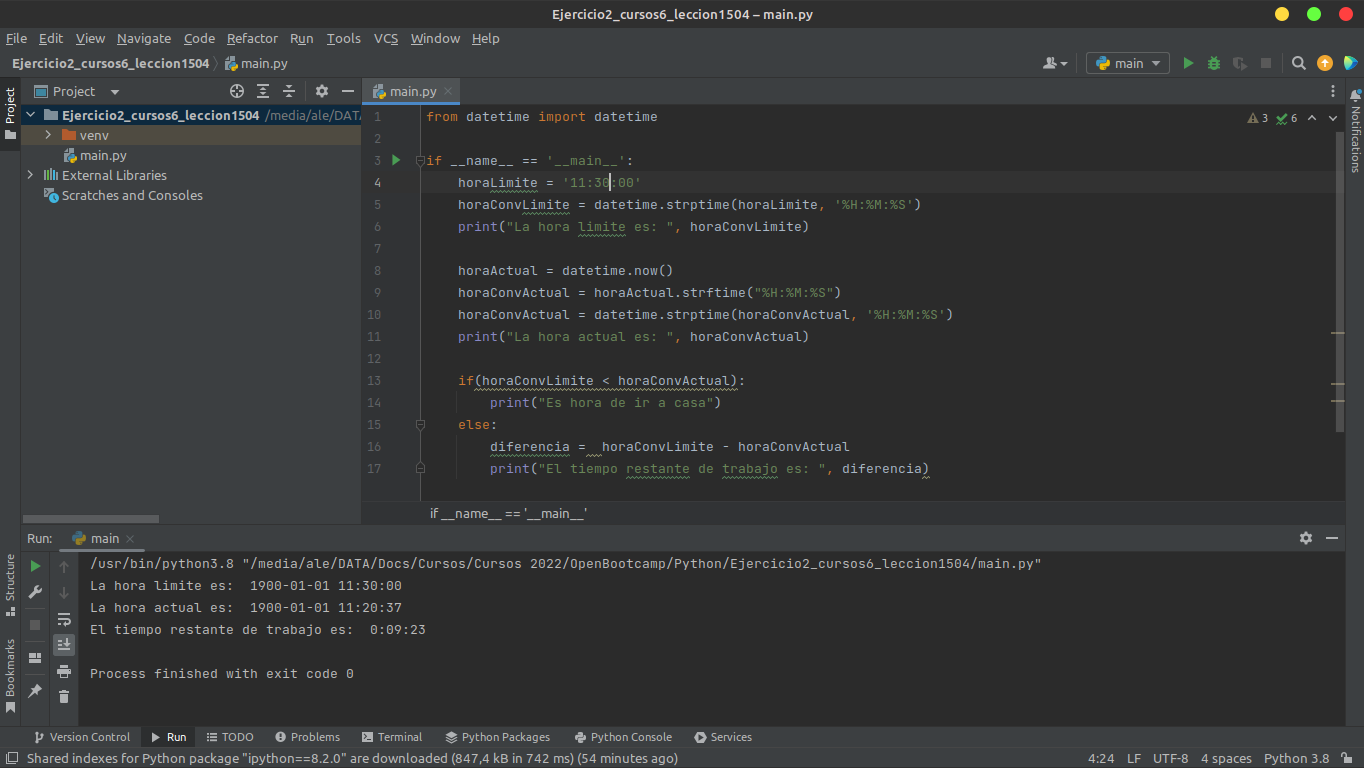 Ejercicio2_cursos6_leccion1504 – main.py
File Edit View Navigate Code Refactor Run Tools VCS Window Help
Ejercicio2_cursos6_leccion1504 main.py main
Project
Project
main.py
Notifications
Ejercicio2_cursos6_leccion1504 /media/ale/DATA
venv
main.py
External Libraries
Scratches and Consoles
3 6
1 from datetime import datetime
2
3 if __name__ == '__main__':
4 horaLimite = '11:30:00'
5 horaConvLimite = datetime.strptime(horaLimite, '%H:%M:%S')
6 print("La hora limite es: ", horaConvLimite)
7
8 horaActual = datetime.now()
9 horaConvActual = horaActual.strftime("%H:%M:%S")
10 horaConvActual = datetime.strptime(horaConvActual, '%H:%M:%S')
11 print("La hora actual es: ", horaConvActual)
12
13 if(horaConvLimite < horaConvActual):
14 print("Es hora de ir a casa")
15 else:
16 diferencia =  horaConvLimite - horaConvActual
17 print("El tiempo restante de trabajo es: ", diferencia)
if __name__ == '__main__'
Run: main
Structure
Bookmarks
/usr/bin/python3.8 "/media/ale/DATA/Docs/Cursos/Cursos 2022/OpenBootcamp/Python/Ejercicio2_cursos6_leccion1504/main.py"
La hora limite es:  1900-01-01 11:30:00
La hora actual es:  1900-01-01 11:20:37
El tiempo restante de trabajo es:  0:09:23
Process finished with exit code 0
Version Control Run TODO Problems Terminal Python Packages Python Console Services
Shared indexes for Python package "ipython==8.2.0" are downloaded (847,4 kB in 742 ms) (54 minutes ago) 4:24 LF UTF-8 4 spaces Python 3.8